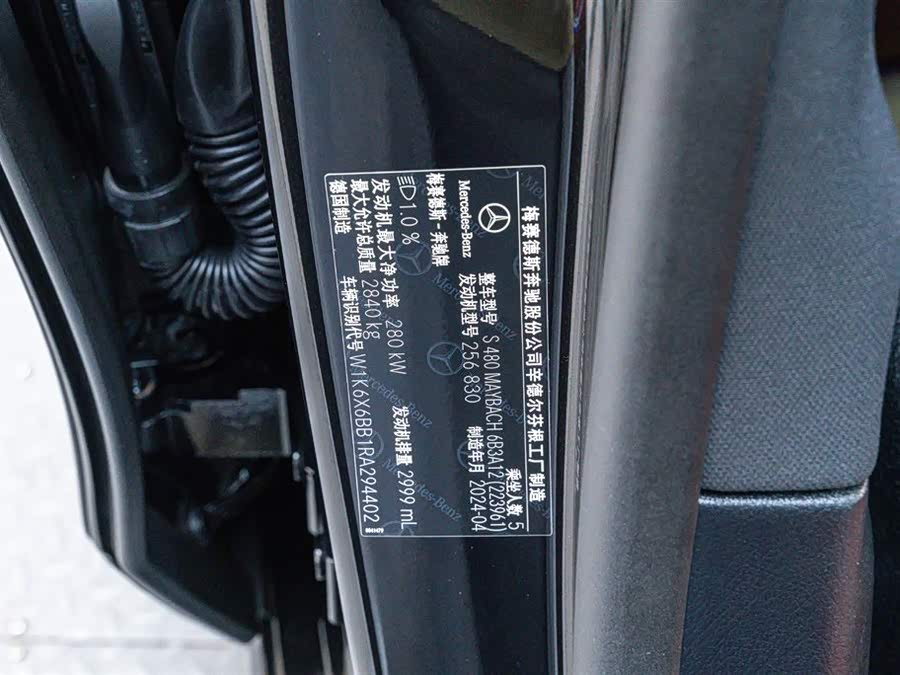 梅赛德斯奔驰股份公司辛德尔芬根工厂制造
Mercedes-Benz
梅赛德斯-奔驰牌
乘坐人数 5
整车型号 S 480 MAYBACH 6B3A12 [223961]
发动机型号 256 830
制造年月 2024-04
1.0 %
发动机最大净功率 280 kW
发动机排量 2999 mL
最大允许总质量 2840 kg
德国制造
车辆识别代号 W1K6X6BB1RA294402